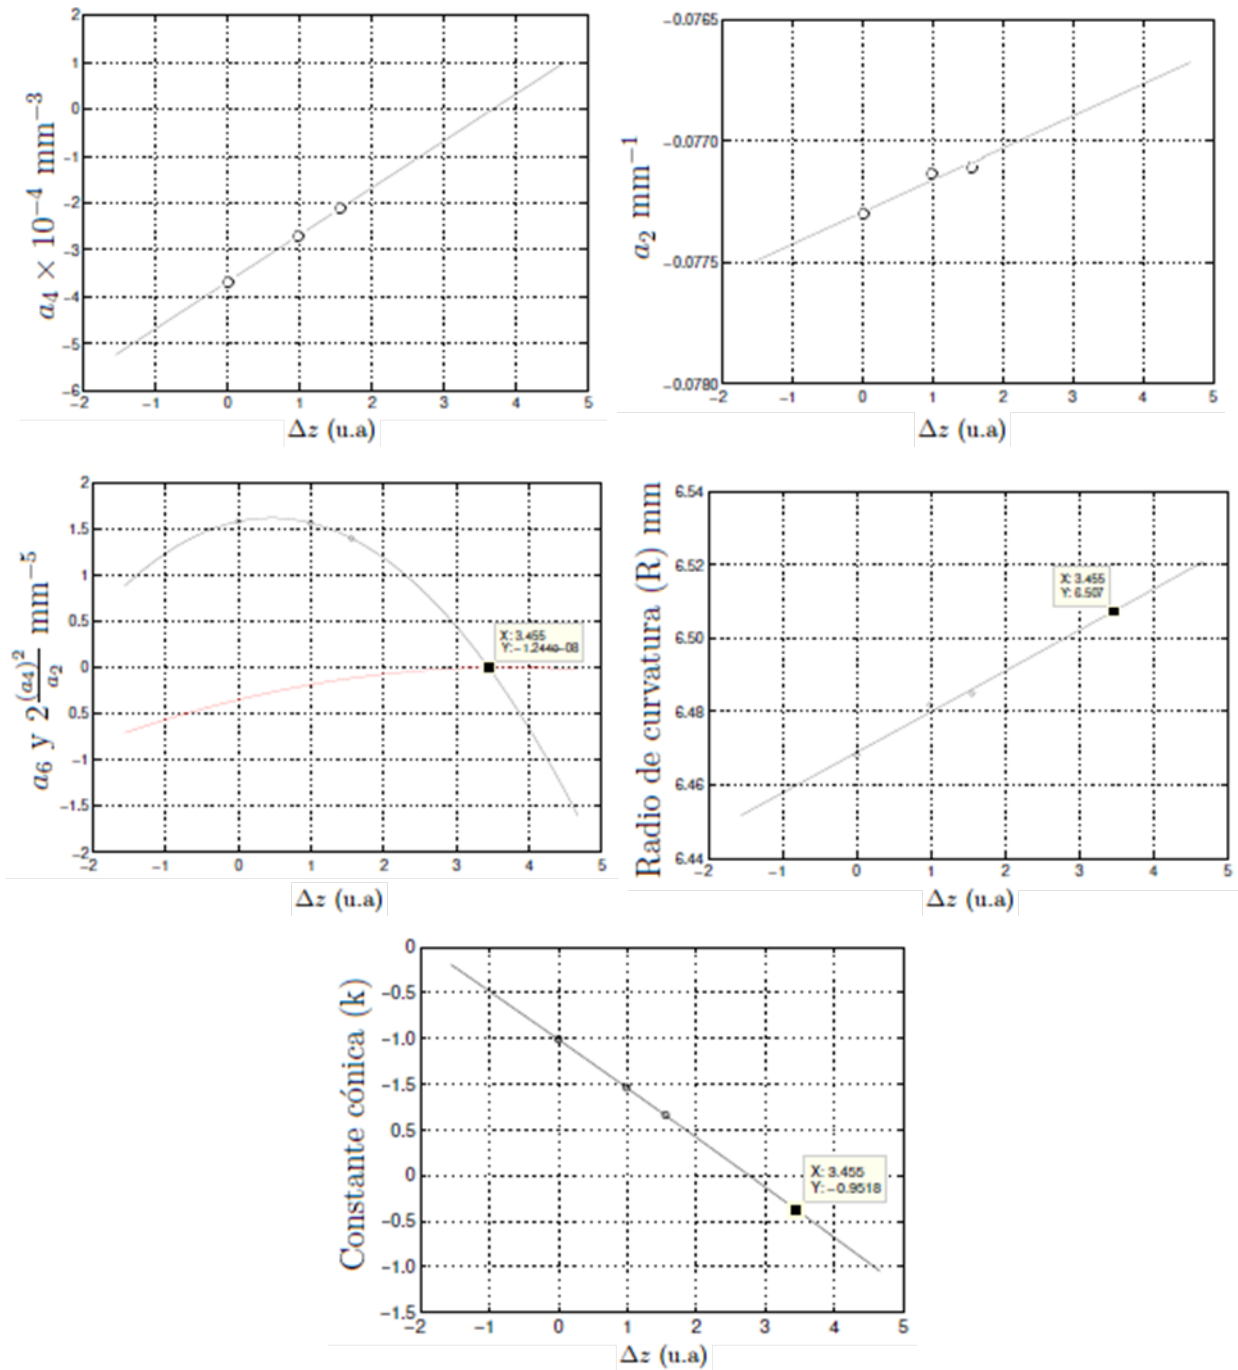 a₄ × 10⁻⁴ mm⁻³
2
1
0
−1
−2
−3
−4
−5
−6
−2 −1 0 1 2 3 4 5
Δz (u.a)
a₂ mm⁻¹
−0.0765
−0.0770
−0.0775
−0.0780
−2 −1 0 1 2 3 4 5
Δz (u.a)
a₆ y 2(a₄)²/a₂ mm⁻⁵
2
1.5
1
0.5
0
0.5
−1
−1.5
−2
−2 −1 0 1 2 3 4 5
X: 3.455
Y: −1.244e-08
Δz (u.a)
Radio de curvatura (R) mm
6.54
6.52
6.50
6.48
6.46
6.44
−2 −1 0 1 2 3 4 5
X: 3.455
Y: 6.507
Δz (u.a)
Constante cónica (k)
0
−0.5
−1.0
−1.5
0.5
0
−0.5
−1.0
−1.5
−2 −1 0 1 2 3 4 5
X: 3.455
Y: −0.9518
Δz (u.a)